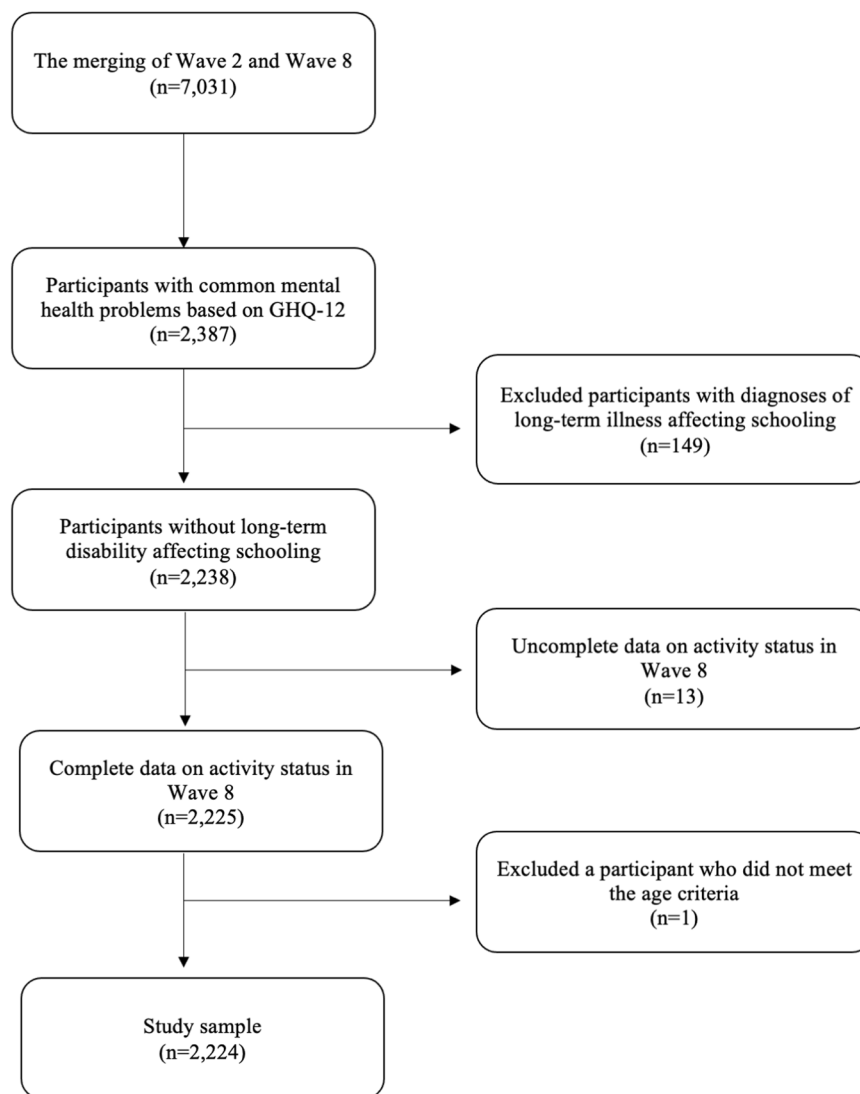 The merging of Wave 2 and Wave 8
(n=7,031)
Participants with common mental
health problems based on GHQ-12
(n=2,387)
Excluded participants with diagnoses of
long-term illness affecting schooling
(n=149)
Participants without long-term
disability affecting schooling
(n=2,238)
Uncomplete data on activity status in
Wave 8
(n=13)
Complete data on activity status in
Wave 8
(n=2,225)
Excluded a participant who did not meet
the age criteria
(n=1)
Study sample
(n=2,224)